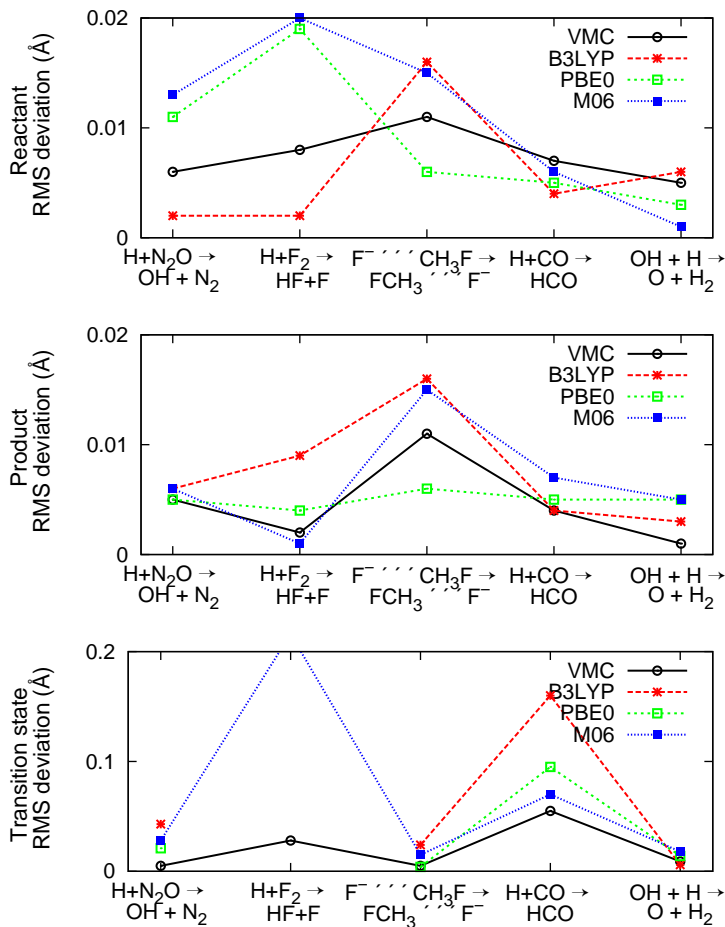 Reactant
RMS deviation (Å)
0.02
0.01
0
VMC
B3LYP
PBE0
M06
H+N₂O → H+F₂ → F⁻ ´ ´ ´ CH₃F → H+CO → OH + H →
OH + N₂ HF+F FCH₃ ´ ´ ´ F⁻ HCO O + H₂
Product
RMS deviation (Å)
0.02
0.01
0
VMC
B3LYP
PBE0
M06
H+N₂O → H+F₂ → F⁻ ´ ´ ´ CH₃F → H+CO → OH + H →
OH + N₂ HF+F FCH₃ ´ ´ ´ F⁻ HCO O + H₂
Transition state
RMS deviation (Å)
0.2
0.1
0
VMC
B3LYP
PBE0
M06
H+N₂O → H+F₂ → F⁻ ´ ´ ´ CH₃F → H+CO → OH + H →
OH + N₂ HF+F FCH₃ ´ ´ ´ F⁻ HCO O + H₂